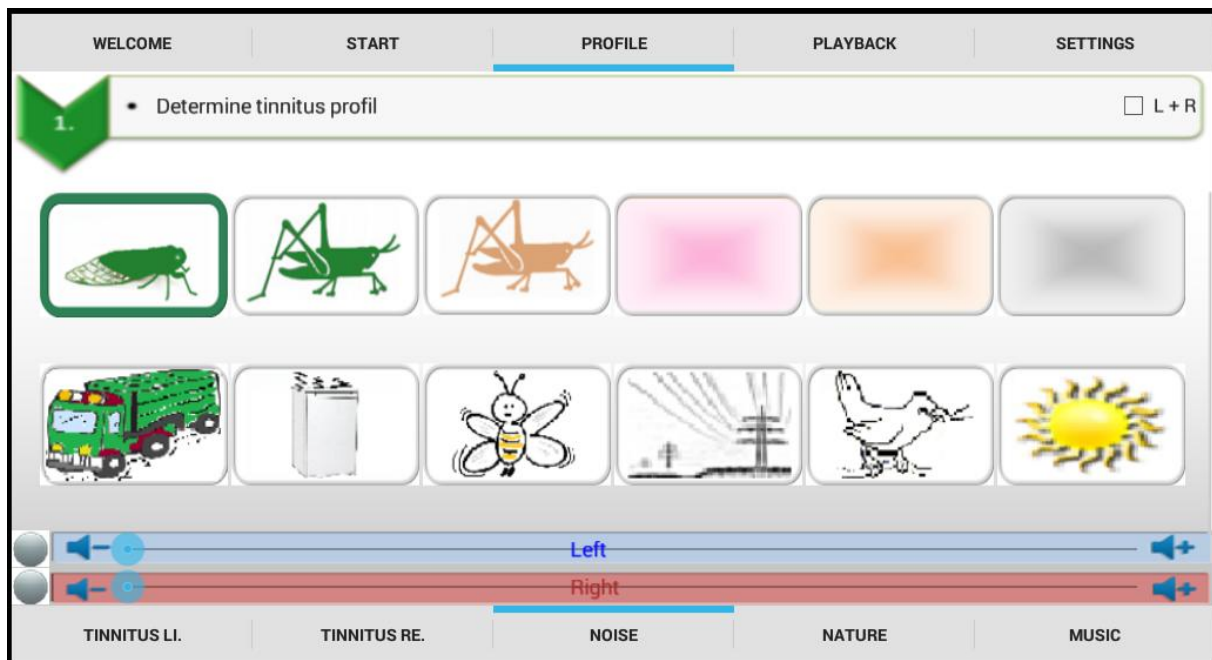 WELCOME START PROFILE PLAYBACK SETTINGS
1. • Determine tinnitus profil L + R
Left
Right
TINNITUS LI. TINNITUS RE. NOISE NATURE MUSIC